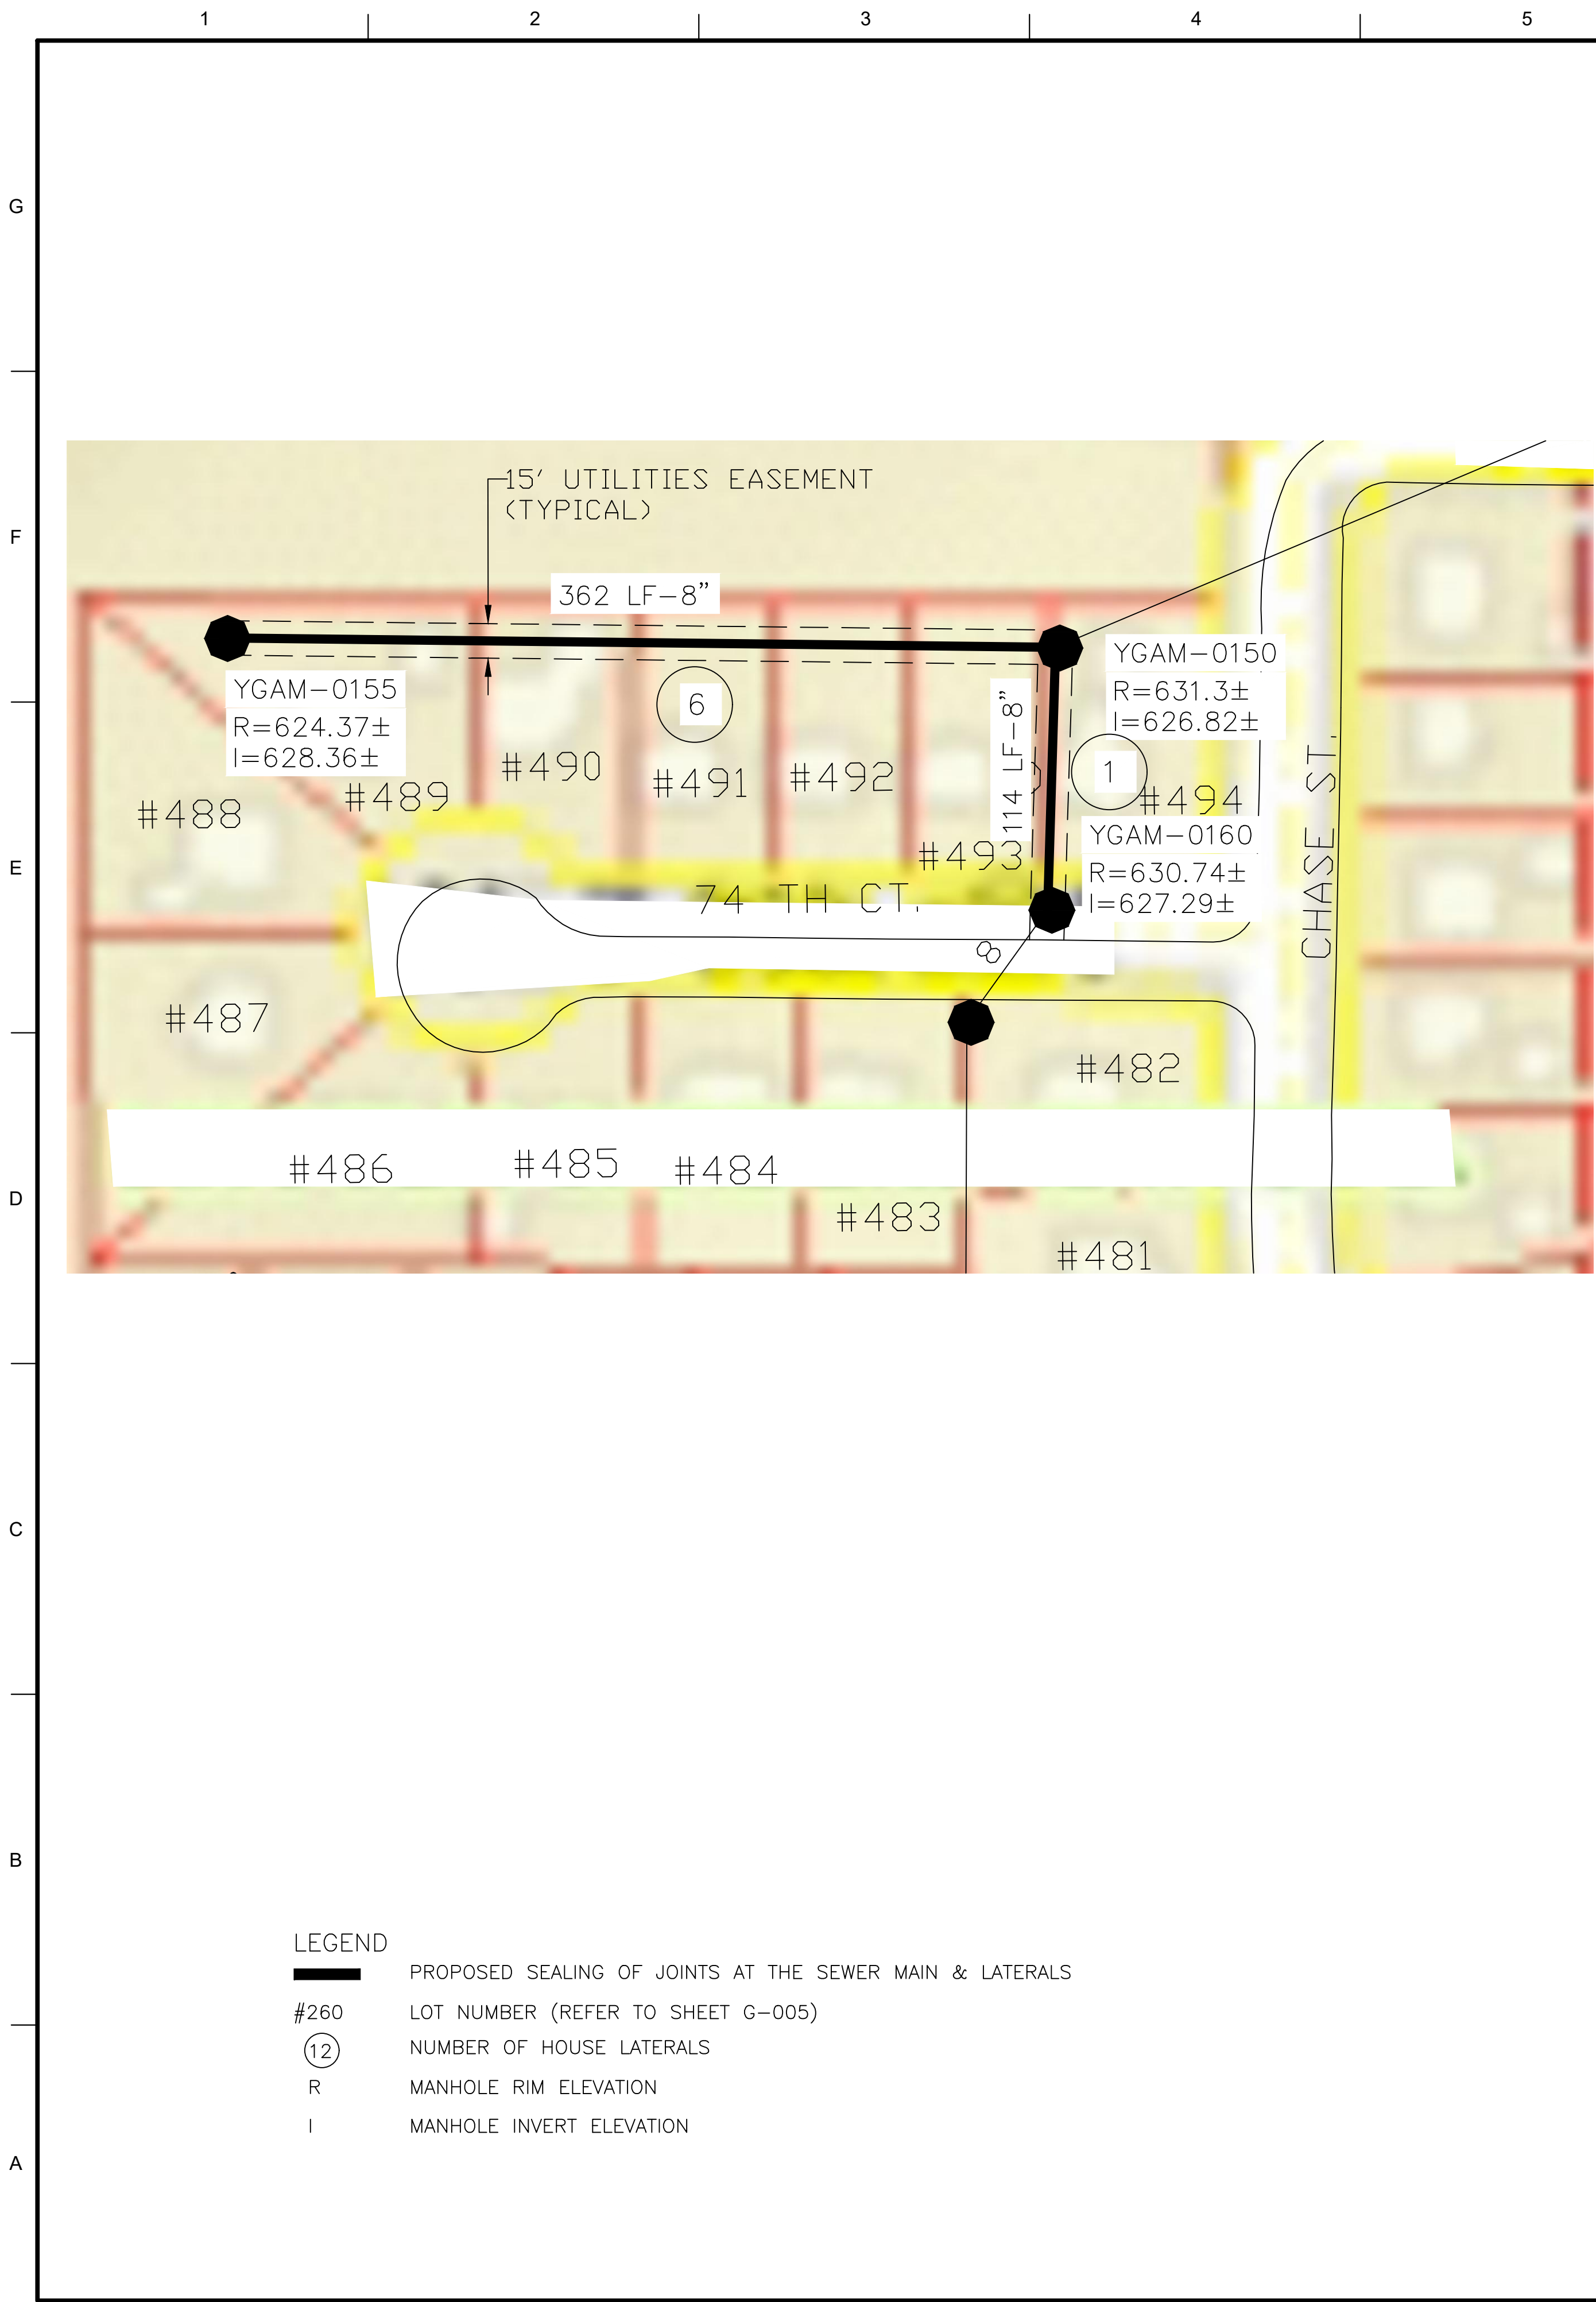 1 2 3 4 5
G
F
E
D
C
B
A
15' UTILITIES EASEMENT
(TYPICAL)
362 LF-8"
YGAM-0155
R=624.37±
I=628.36±
6
YGAM-0150
R=631.3±
I=626.82±
114 LF-8"
1
#488
#489
#490
#491
#492
#493
#494
YGAM-0160
R=630.74±
I=627.29±
CHASE ST.
74 TH CT.
8
#487
#482
#486
#485
#484
#483
#481
LEGEND
PROPOSED SEALING OF JOINTS AT THE SEWER MAIN & LATERALS
#260 LOT NUMBER (REFER TO SHEET G-005)
12 NUMBER OF HOUSE LATERALS
R MANHOLE RIM ELEVATION
I MANHOLE INVERT ELEVATION